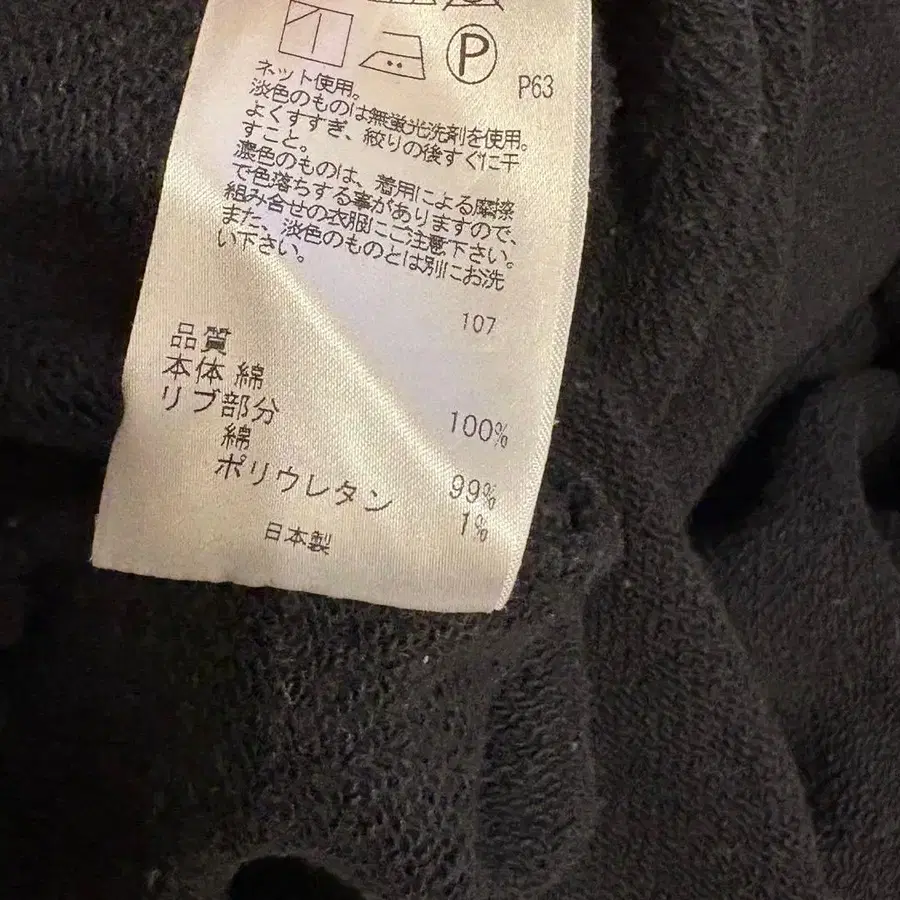 P
P63
ネット使用。
淡色のものは無蛍光洗剤を使用。
よくすすぎ、絞りの後すぐに干
すこと。
濃色のものは、着用による摩擦
で色落ちする事がありますので、
組み合せの衣服にご注意下さい。
また、淡色のものとは別にお洗
い下さい。
107
品質
本体 綿 100%
リブ部分
綿 99%
ポリウレタン 1%
日本製